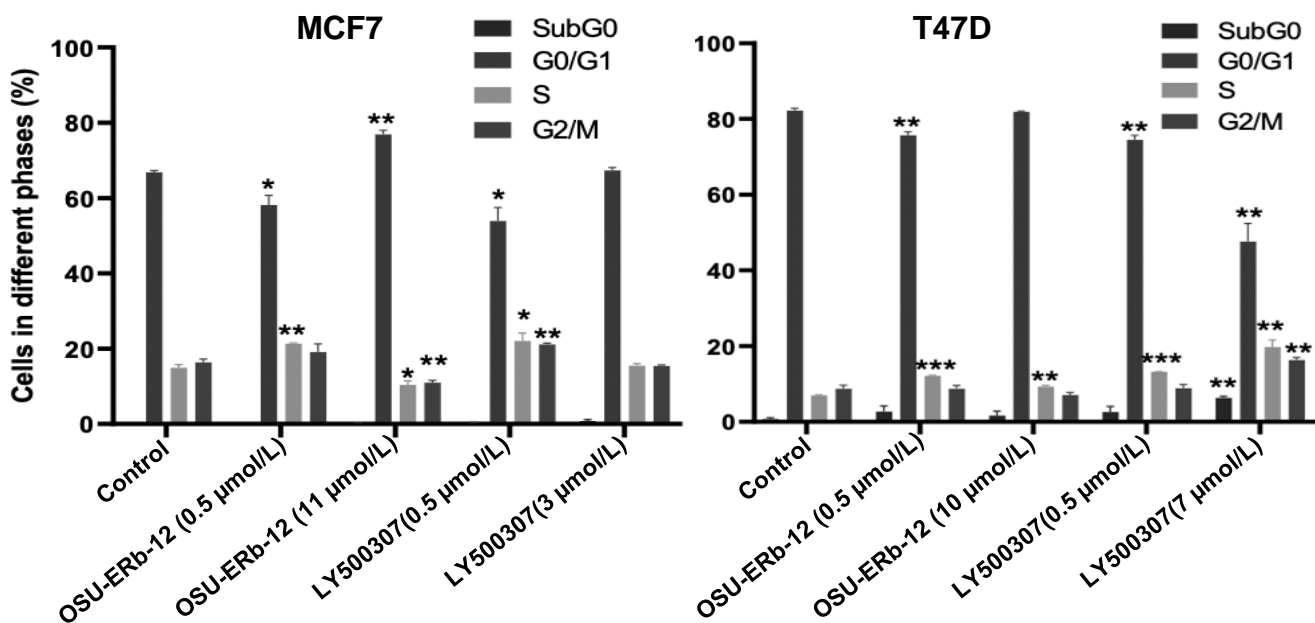 MCF7
SubG0
G0/G1
S
G2/M
Cells in different phases (%)
100
80
60
40
20
0
*
**
**
*
**
*
*
**
Control
OSU-ERb-12 (0.5 µmol/L)
OSU-ERb-12 (11 µmol/L)
LY500307(0.5 µmol/L)
LY500307(3 µmol/L)
T47D
SubG0
G0/G1
S
G2/M
100
80
60
40
20
0
**
***
**
**
***
**
**
**
**
Control
OSU-ERb-12 (0.5 µmol/L)
OSU-ERb-12 (10 µmol/L)
LY500307(0.5 µmol/L)
LY500307(7 µmol/L)